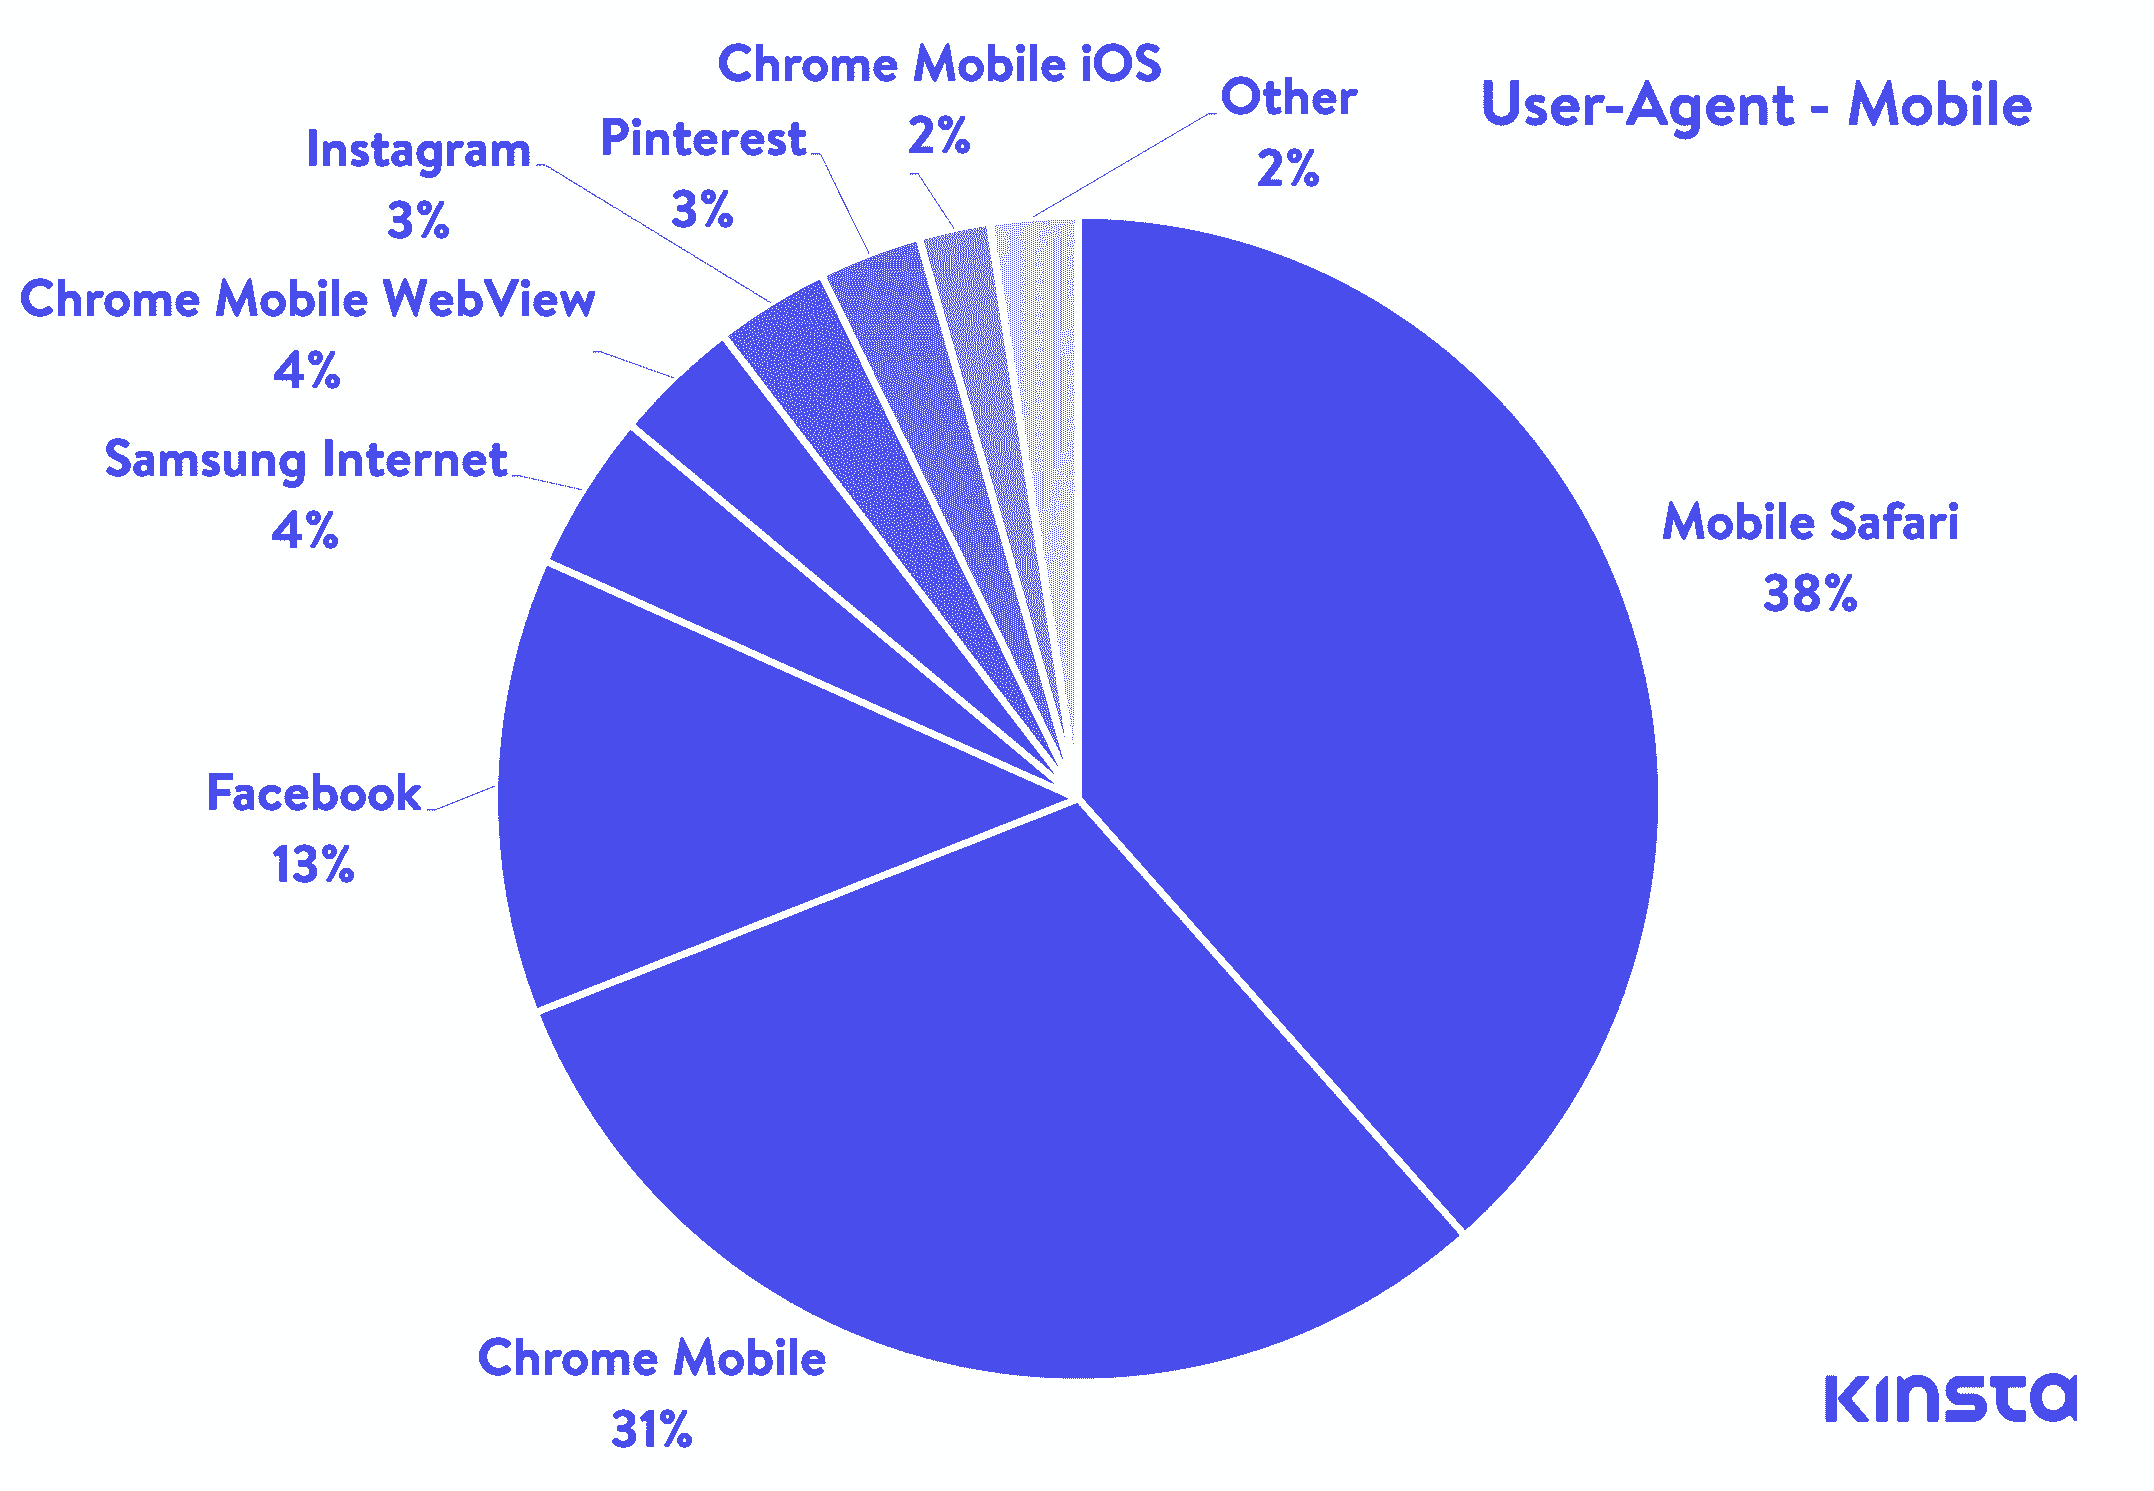 User-Agent - Mobile
Chrome Mobile iOS
2%
Other
2%
Pinterest
3%
Instagram
3%
Chrome Mobile WebView
4%
Samsung Internet
4%
Mobile Safari
38%
Facebook
13%
Chrome Mobile
31%
KINSTA